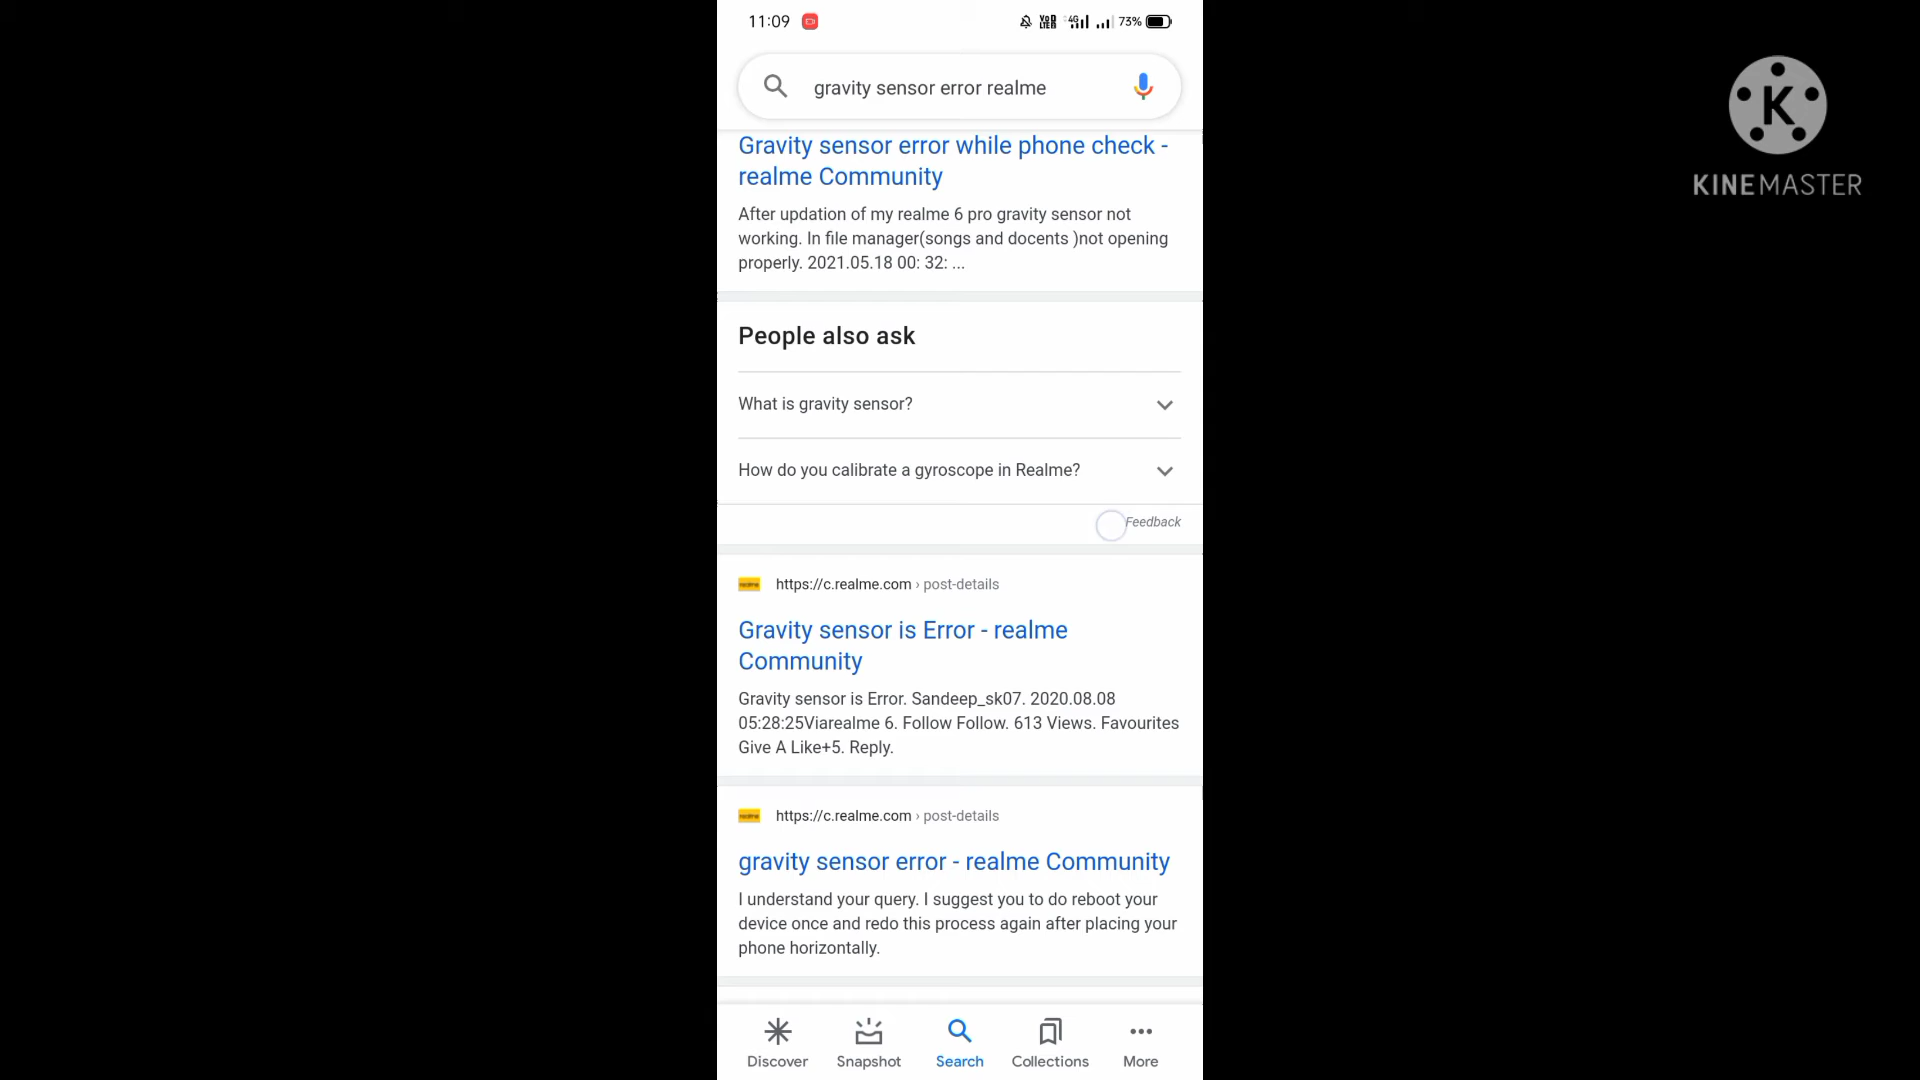 11:09
4G
73%
gravity sensor error realme
Gravity sensor error while phone check -
realme Community
After updation of my realme 6 pro gravity sensor not
working. In file manager(songs and docents )not opening
properly. 2021.05.18 00: 32: ...
People also ask
What is gravity sensor?
How do you calibrate a gyroscope in Realme?
Feedback
https://c.realme.com › post-details
Gravity sensor is Error - realme
Community
Gravity sensor is Error. Sandeep_sk07. 2020.08.08
05:28:25Viarealme 6. Follow Follow. 613 Views. Favourites
Give A Like+5. Reply.
https://c.realme.com › post-details
gravity sensor error - realme Community
I understand your query. I suggest you to do reboot your
device once and redo this process again after placing your
phone horizontally.
Discover
Snapshot
Search
Collections
More
K
KINEMASTER